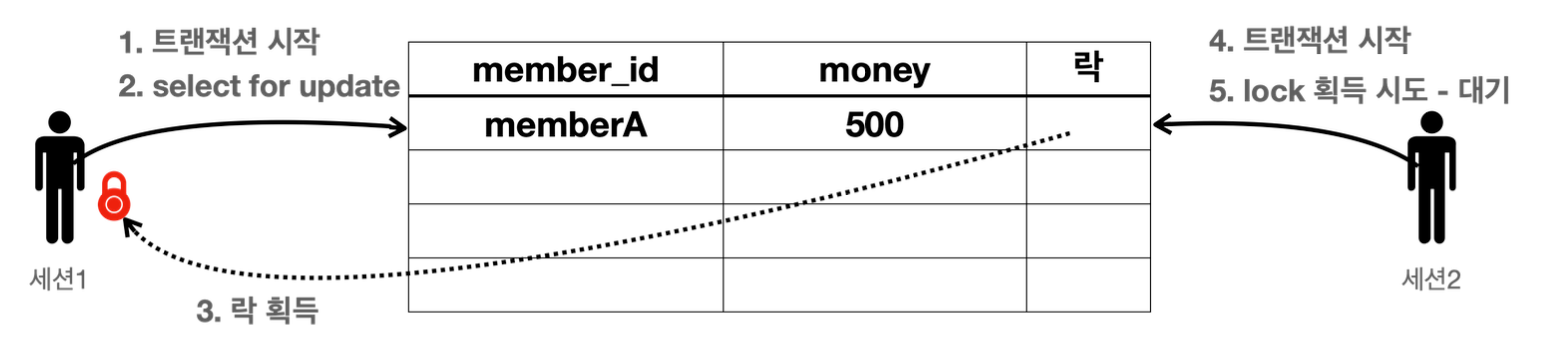 1. 트랜잭션 시작
2. select for update
세션1
3. 락 획득
member_id money 락
memberA 500
4. 트랜잭션 시작
5. lock 획득 시도 - 대기
세션2